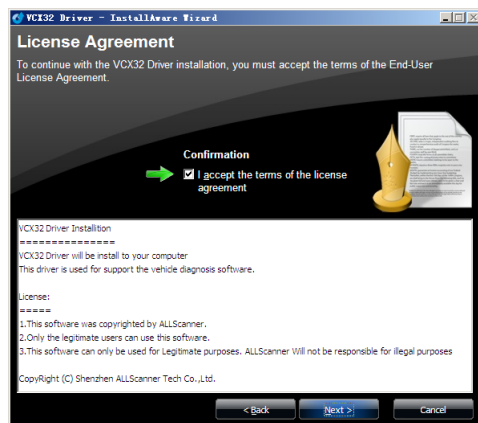 VCX32 Driver - InstallAware Wizard
License Agreement
To continue with the VCX32 Driver installation, you must accept the terms of the End-User
License Agreement.
Confirmation
I accept the terms of the license
agreement
VCX32 Driver Installition
===============
VCX32 Driver will be install to your computer
This driver is used for support the vehicle diagnosis software.
License:
=====
1.This software was copyrighted by ALLScanner.
2.Only the legitimate users can use this software.
3.This software can only be used for Legitimate purposes. ALLScanner Will not be responsible for illegal purposes
CopyRight (C) Shenzhen ALLScanner Tech Co.,Ltd.
< Back
Next >
Cancel